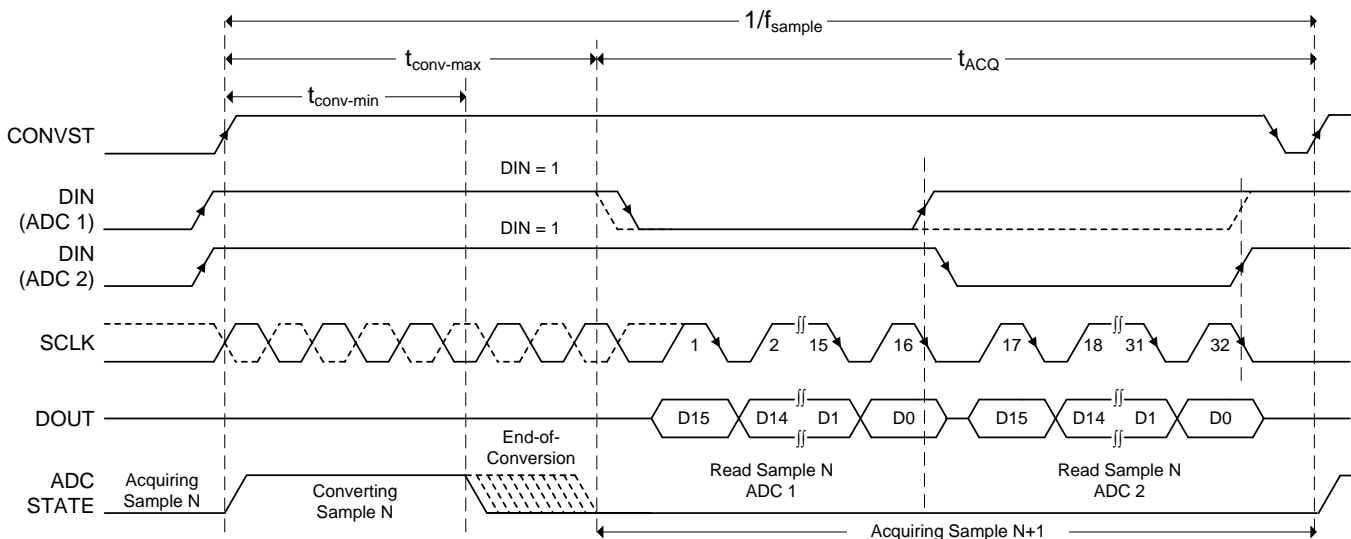 1/fsample
tconv-max
tACQ
tconv-min
CONVST
DIN = 1
DIN
(ADC 1)
DIN = 1
DIN
(ADC 2)
SCLK
1 2 15 16 17 18 31 32
DOUT
D15 D14 D1 D0 D15 D14 D1 D0
End-of-
Conversion
ADC
STATE
Acquiring
Sample N
Converting
Sample N
Read Sample N
ADC 1
Read Sample N
ADC 2
Acquiring Sample N+1